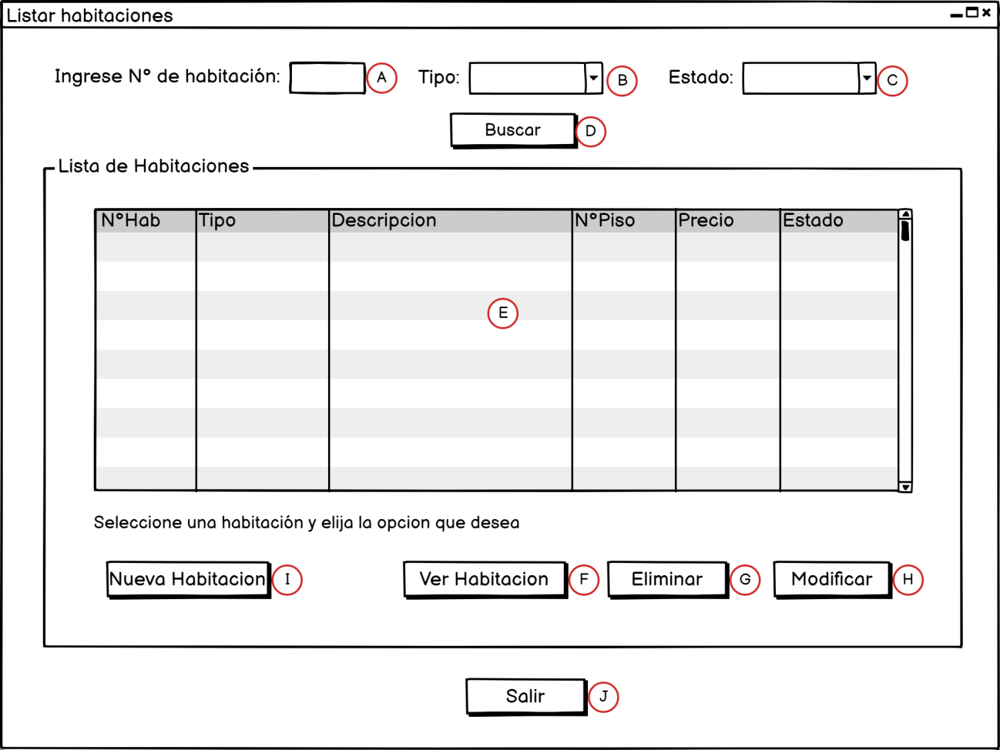 Listar habitaciones
Ingrese N° de habitación: A Tipo: B Estado: C
Buscar D
Lista de Habitaciones
N°Hab Tipo Descripcion N°Piso Precio Estado
E
Seleccione una habitación y elija la opcion que desea
Nueva Habitacion I Ver Habitacion F Eliminar G Modificar H
Salir J